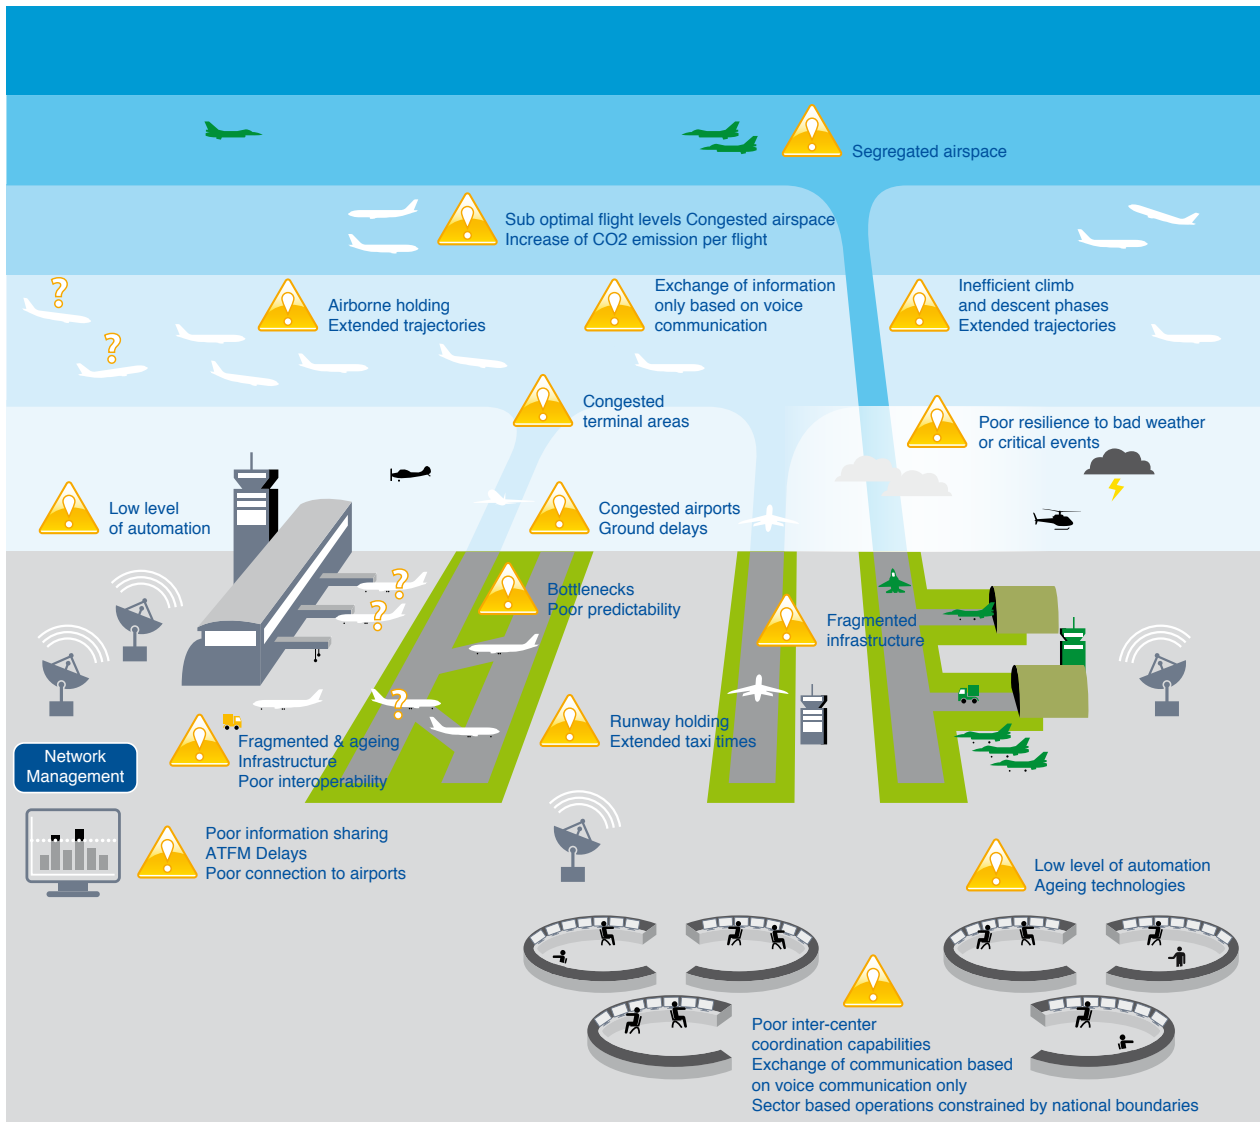 Segregated airspace
Sub optimal flight levels Congested airspace
Increase of CO2 emission per flight
Airborne holding
Extended trajectories
Exchange of information
only based on voice
communication
Inefficient climb
and descent phases
Extended trajectories
Congested
terminal areas
Poor resilience to bad weather
or critical events
Low level
of automation
Congested airports
Ground delays
Bottlenecks
Poor predictability
Fragmented
infrastructure
Runway holding
Extended taxi times
Fragmented & ageing
Infrastructure
Poor interoperability
Network
Management
Poor information sharing
ATFM Delays
Poor connection to airports
Low level of automation
Ageing technologies
Poor inter-center
coordination capabilities
Exchange of communication based
on voice communication only
Sector based operations constrained by national boundaries